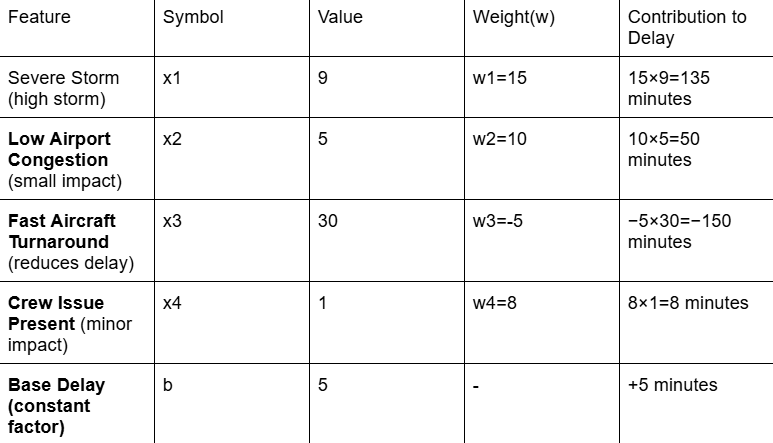 Feature Symbol Value Weight(w) Contribution to
Delay
Severe Storm x1 9 w1=15 15×9=135
(high storm) minutes
Low Airport x2 5 w2=10 10×5=50
Congestion minutes
(small impact)
Fast Aircraft x3 30 w3=-5 −5×30=−150
Turnaround minutes
(reduces delay)
Crew Issue x4 1 w4=8 8×1=8 minutes
Present (minor
impact)
Base Delay b 5 - +5 minutes
(constant
factor)